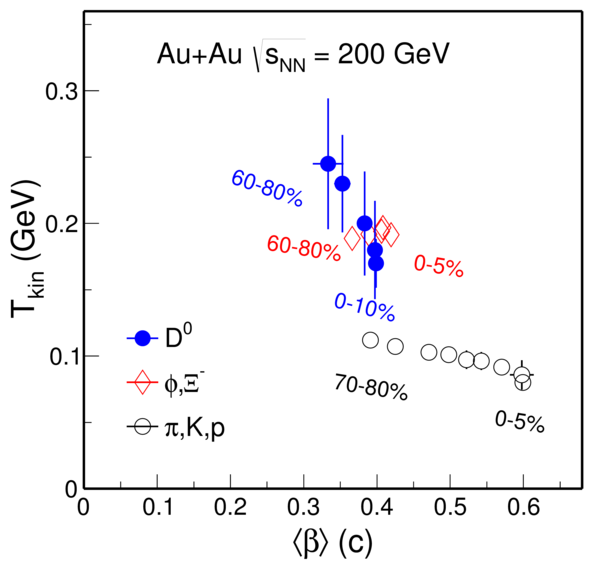 Au+Au √sNN = 200 GeV
0.3
0.2
0.1
0
Tkin (GeV)
60-80%
60-80%
0-5%
0-10%
70-80%
0-5%
D0
ϕ,Ξ-
π,K,p
0 0.1 0.2 0.3 0.4 0.5 0.6
⟨β⟩ (c)